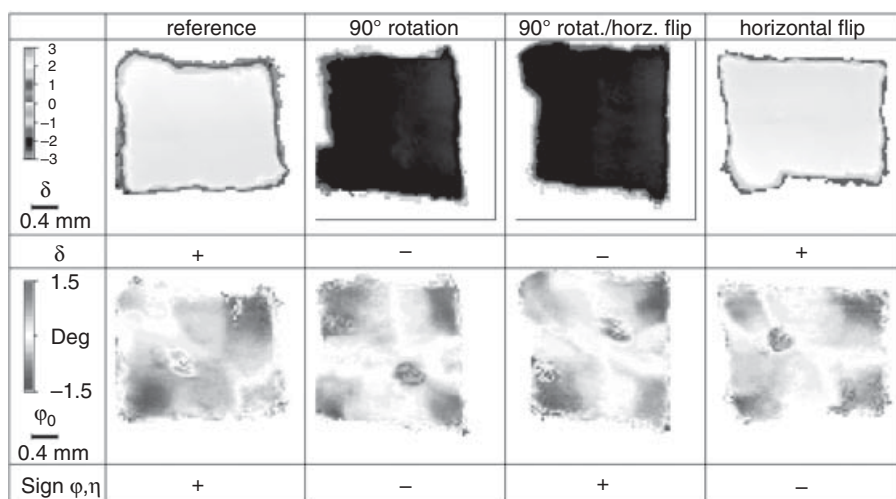 reference 90° rotation 90° rotat./horz. flip horizontal flip
3
2
1
0
−1
−2
−3
δ
0.4 mm
δ + − − +
1.5
Deg
−1.5
φ₀
0.4 mm
Sign φ,η + − + −